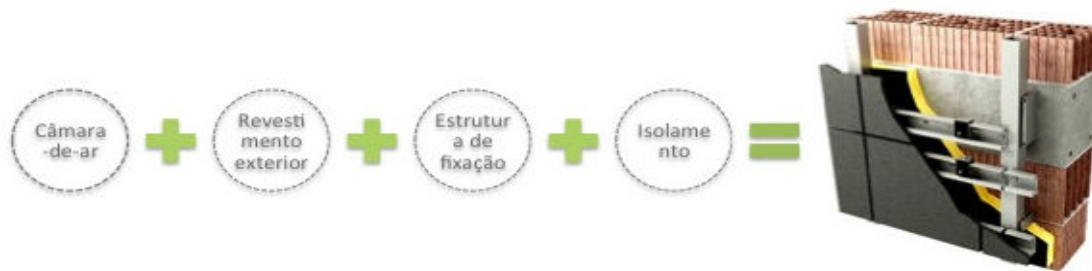 Câmara
-de-ar
Revesti
mento
exterior
Estrutur
a de
fixação
Isolame
nto